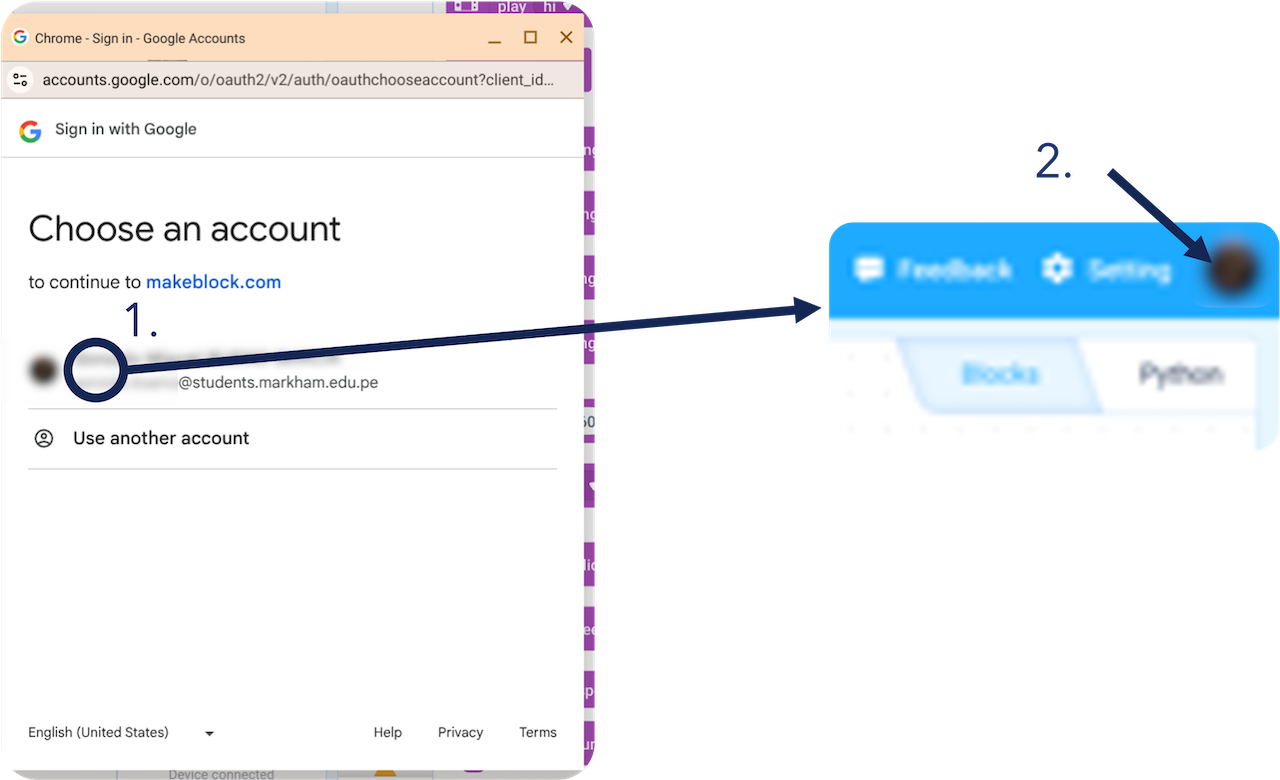 play hi
Chrome - Sign in - Google Accounts
accounts.google.com/o/oauth2/v2/auth/oauthchooseaccount?client_id...
Sign in with Google
Choose an account
to continue to makeblock.com
1.
@students.markham.edu.pe
Use another account
English (United States)
Help Privacy Terms
Device connected
2.
Feedback Setting
Blocks Python